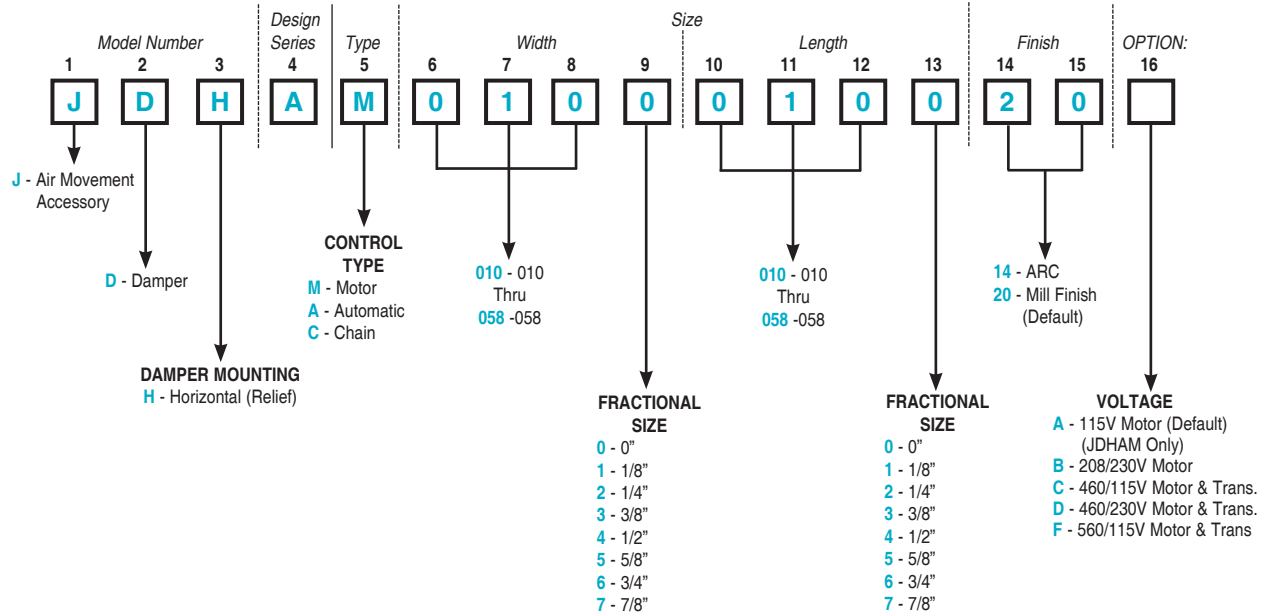 Design
Size
Model Number Series Type Width Length Finish OPTION:
1 2 3 4 5 6 7 8 9 10 11 12 13 14 15 16
J D H A M 0 1 0 0 0 1 0 0 2 0
J - Air Movement
Accessory
D - Damper
DAMPER MOUNTING
H - Horizontal (Relief)
CONTROL
TYPE
M - Motor
A - Automatic
C - Chain
010 - 010
Thru
058 -058
FRACTIONAL
SIZE
0 - 0”
1 - 1/8”
2 - 1/4”
3 - 3/8”
4 - 1/2”
5 - 5/8”
6 - 3/4”
7 - 7/8”
010 - 010
Thru
058 -058
FRACTIONAL
SIZE
0 - 0”
1 - 1/8”
2 - 1/4”
3 - 3/8”
4 - 1/2”
5 - 5/8”
6 - 3/4”
7 - 7/8”
14 - ARC
20 - Mill Finish
(Default)
VOLTAGE
A - 115V Motor (Default)
(JDHAM Only)
B - 208/230V Motor
C - 460/115V Motor & Trans.
D - 460/230V Motor & Trans.
F - 560/115V Motor & Trans